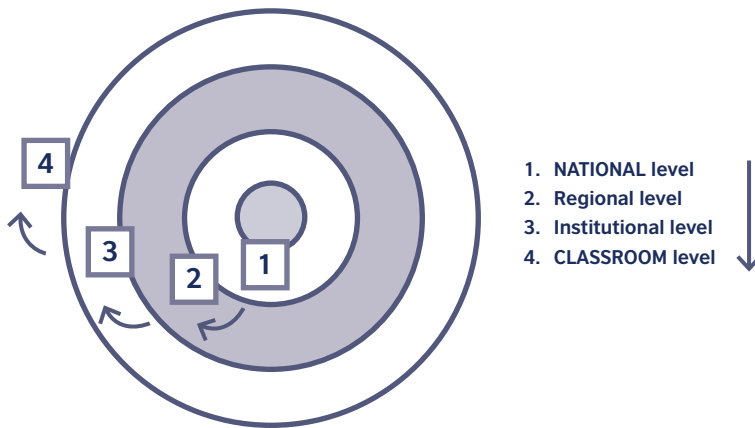 4
3
2
1
1. NATIONAL level
2. Regional level
3. Institutional level
4. CLASSROOM level